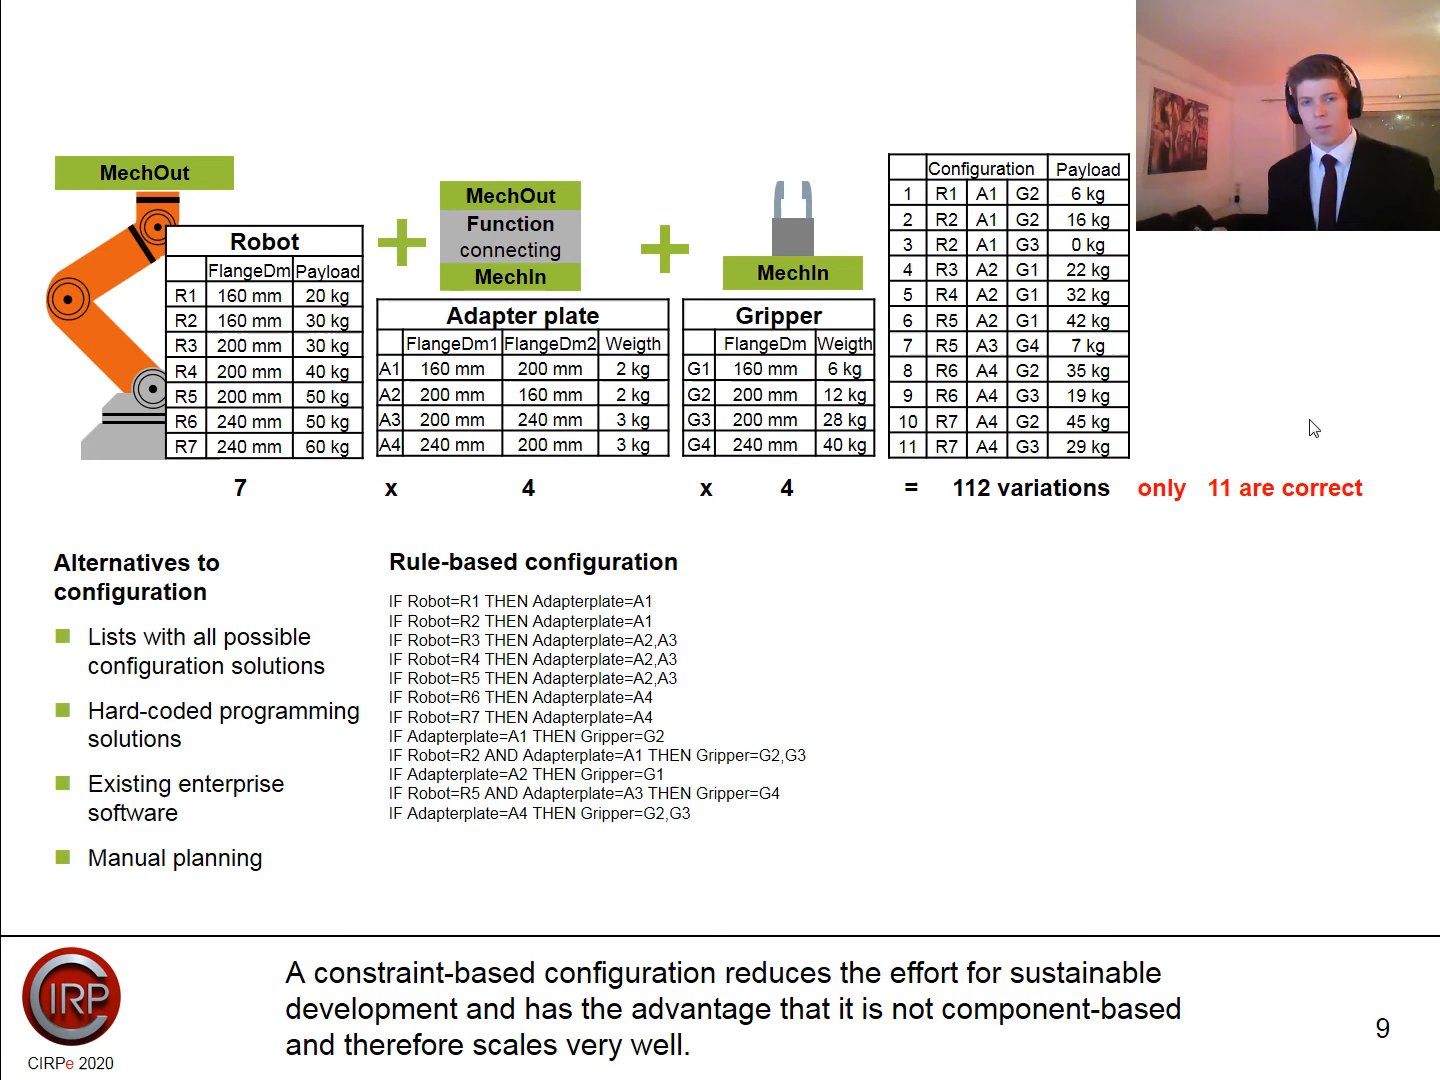 MechOut
Robot
FlangeDm Payload
R1 160 mm 20 kg
R2 160 mm 30 kg
R3 200 mm 30 kg
R4 200 mm 40 kg
R5 200 mm 50 kg
R6 240 mm 50 kg
R7 240 mm 60 kg
MechOut
Function
connecting
MechIn
Adapter plate
FlangeDm1 FlangeDm2 Weigth
A1 160 mm 200 mm 2 kg
A2 200 mm 160 mm 2 kg
A3 200 mm 240 mm 3 kg
A4 240 mm 200 mm 3 kg
MechIn
Gripper
FlangeDm Weigth
G1 160 mm 6 kg
G2 200 mm 12 kg
G3 200 mm 28 kg
G4 240 mm 40 kg
Configuration Payload
1 R1 A1 G2 6 kg
2 R2 A1 G2 16 kg
3 R2 A1 G3 0 kg
4 R3 A2 G1 22 kg
5 R4 A2 G1 32 kg
6 R5 A2 G1 42 kg
7 R5 A3 G4 7 kg
8 R6 A4 G2 35 kg
9 R6 A4 G3 19 kg
10 R7 A4 G2 45 kg
11 R7 A4 G3 29 kg
7 x 4 x 4 = 112 variations only 11 are correct
Alternatives to
configuration
Lists with all possible
configuration solutions
Hard-coded programming
solutions
Existing enterprise
software
Manual planning
Rule-based configuration
IF Robot=R1 THEN Adapterplate=A1
IF Robot=R2 THEN Adapterplate=A1
IF Robot=R3 THEN Adapterplate=A2,A3
IF Robot=R4 THEN Adapterplate=A2,A3
IF Robot=R5 THEN Adapterplate=A2,A3
IF Robot=R6 THEN Adapterplate=A4
IF Robot=R7 THEN Adapterplate=A4
IF Adapterplate=A1 THEN Gripper=G2
IF Robot=R2 AND Adapterplate=A1 THEN Gripper=G2,G3
IF Adapterplate=A2 THEN Gripper=G1
IF Robot=R5 AND Adapterplate=A3 THEN Gripper=G4
IF Adapterplate=A4 THEN Gripper=G2,G3
CIRP
CIRPe 2020
A constraint-based configuration reduces the effort for sustainable
development and has the advantage that it is not component-based
and therefore scales very well.
9